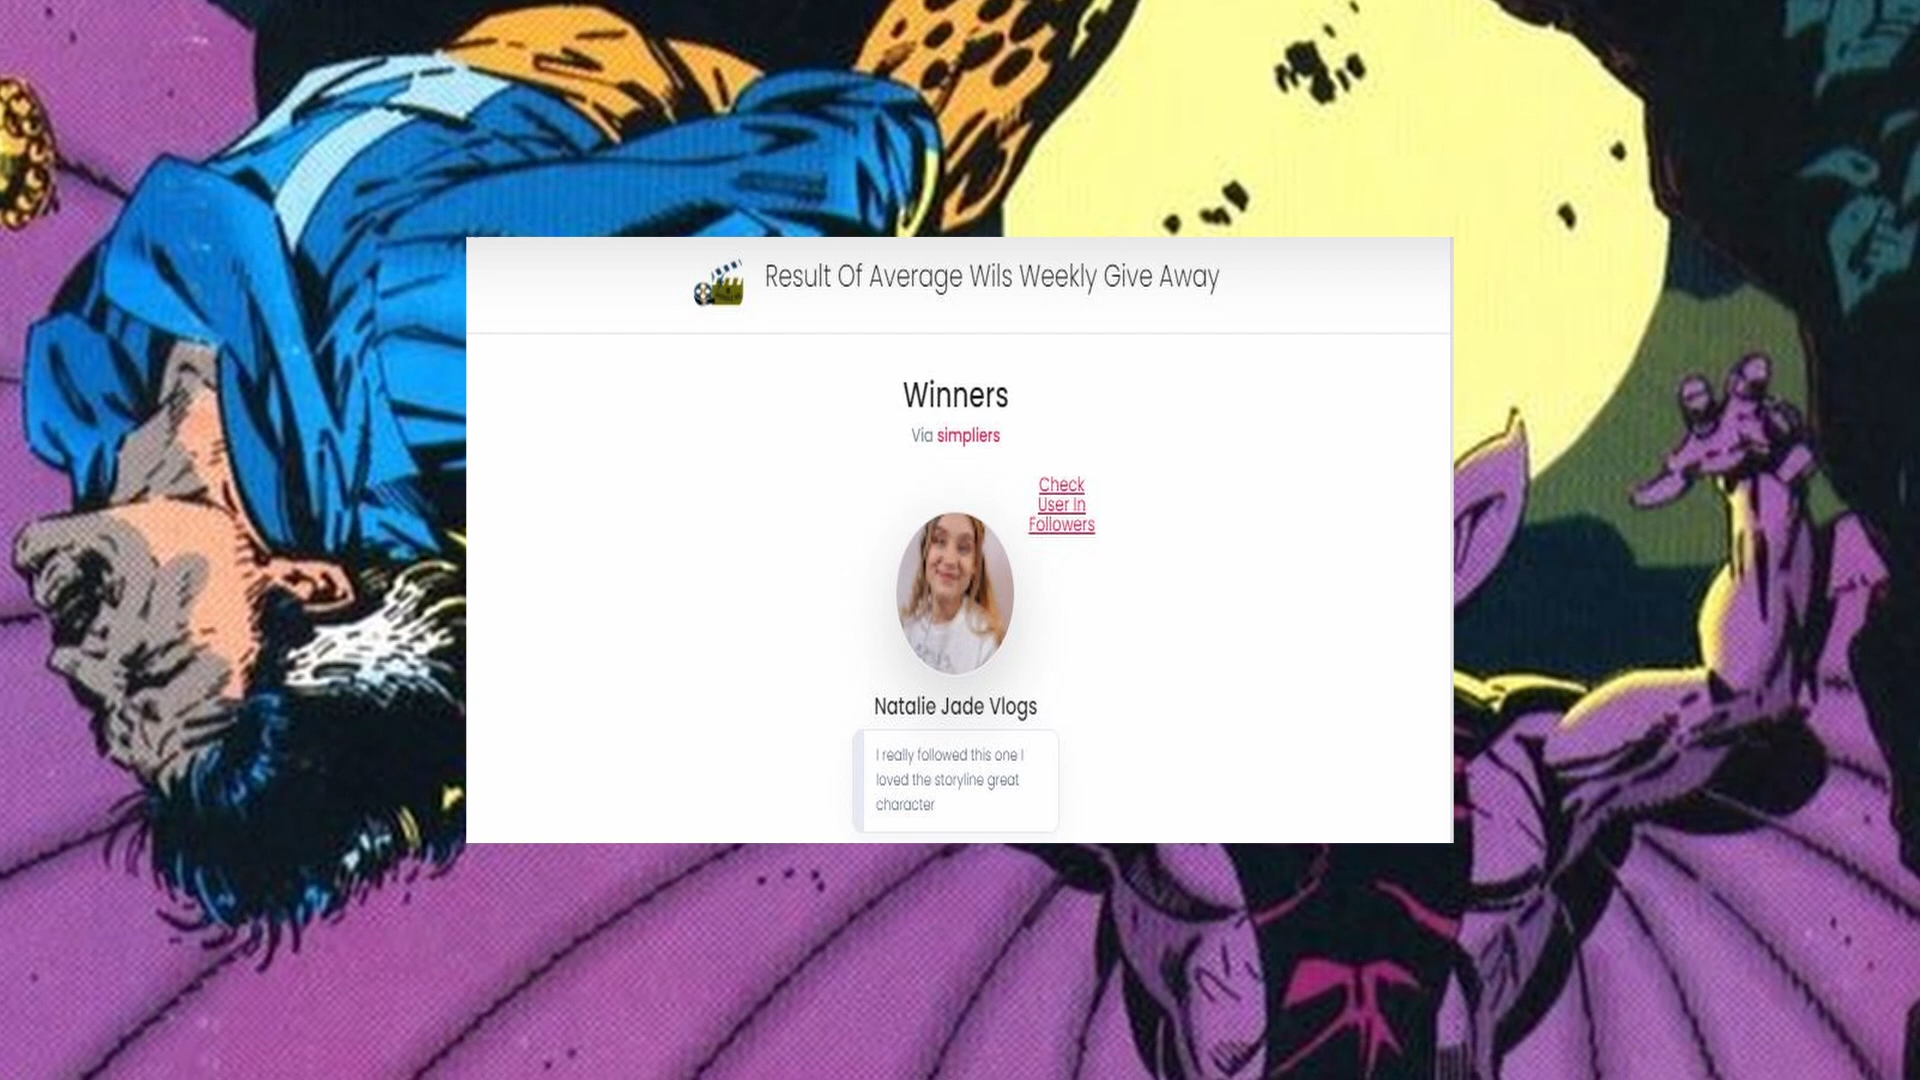 Result Of Average Wils Weekly Give Away
Winners
Via simpliers
Check
User In
Followers
Natalie Jade Vlogs
I really followed this one I
loved the storyline great
character